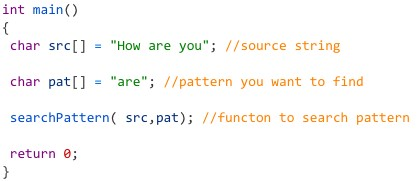 int main()
{
char src[] = "How are you"; //source string
char pat[] = "are"; //pattern you want to find
searchPattern( src,pat); //functon to search pattern
return 0;
}